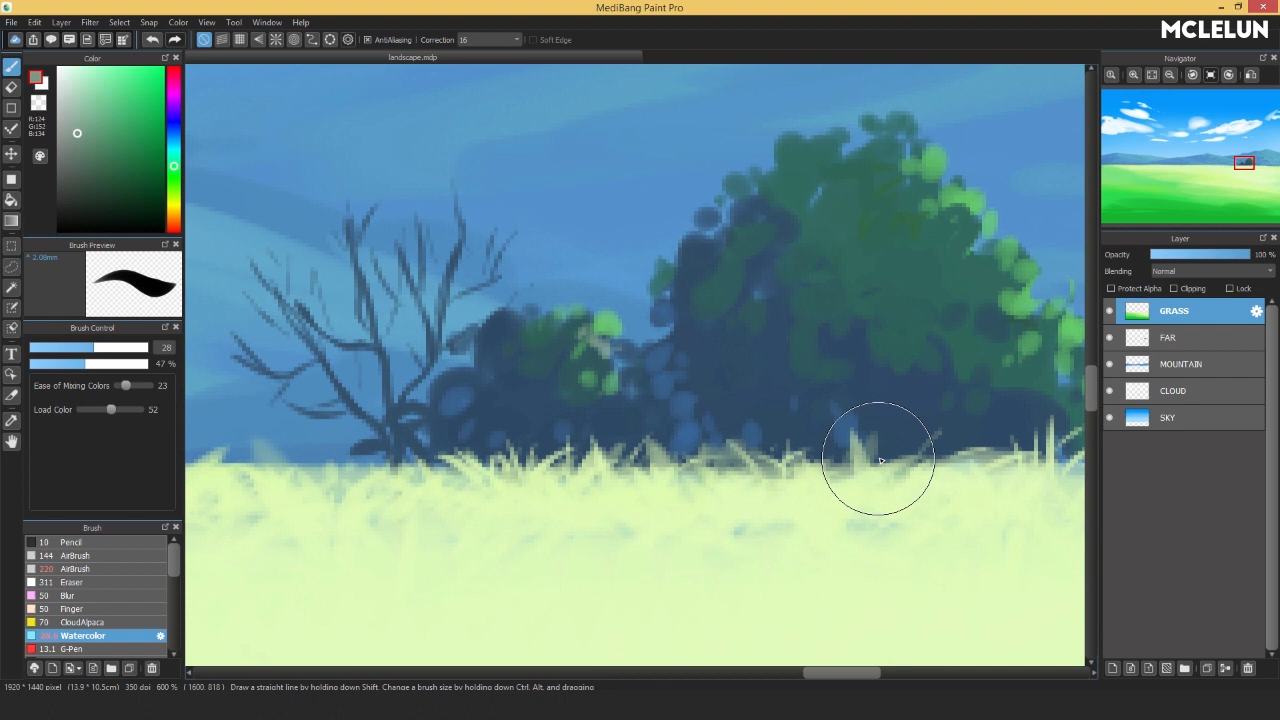 MediBang Paint Pro
File Edit Layer Filter Select Snap Color View Tool Window Help
MCLELUN
AntiAliasing Correction 16 Soft Edge
Color landscape.mdp Navigator
R:124
G:152
B:134
Brush Preview
* 2.08mm
Layer
Opacity 100 %
Blending Normal
Protect Alpha Clipping Lock
GRASS
Brush Control
FAR
28
47 %
MOUNTAIN
Ease of Mixing Colors 23
CLOUD
Load Color 52
SKY
Brush
10 Pencil
144 AirBrush
220 AirBrush
311 Eraser
50 Blur
50 Finger
70 CloudAlpaca
Watercolor
13.1 G-Pen
1920 * 1440 pixel (13.9 * 10.5cm) 350 dpi 600 % ( 1600, 818 ) Draw a straight line by holding down Shift, Change a brush size by holding down Ctrl, Alt, and dragging